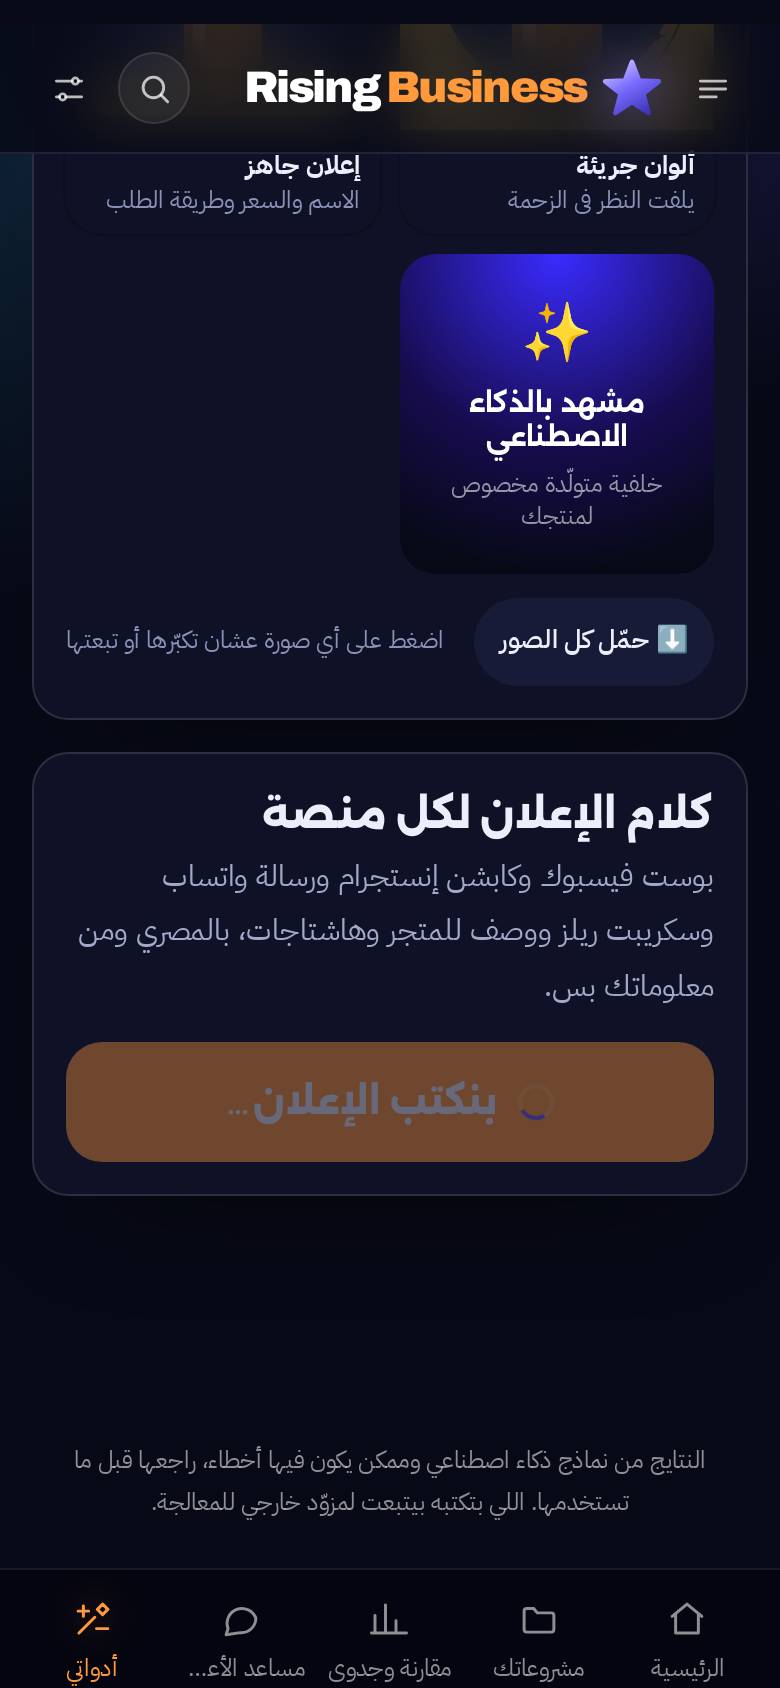 Rising Business
ألوان جريئة
يلفت النظر في الزحمة
إعلان جاهز
الاسم والسعر وطريقة الطلب
مشهد بالذكاء
الاصطناعي
خلفية متولّدة مخصوص
لمنتجك
حمّل كل الصور
اضغط على أي صورة عشان تكبّرها أو تبعتها
كلام الإعلان لكل منصة
بوست فيسبوك وكابشن إنستجرام ورسالة واتساب
وسكريبت ريلز ووصف للمتجر وهاشتاجات، بالمصري ومن
معلوماتك بس.
بنكتب الإعلان...
النتايج من نماذج ذكاء اصطناعي وممكن يكون فيها أخطاء، راجعها قبل ما
تستخدمها. اللي بتكتبه بيتبعت لمزوّد خارجي للمعالجة.
الرئيسية
مشروعاتك
مقارنة وجدوى
مساعد الأع...
أدواتي